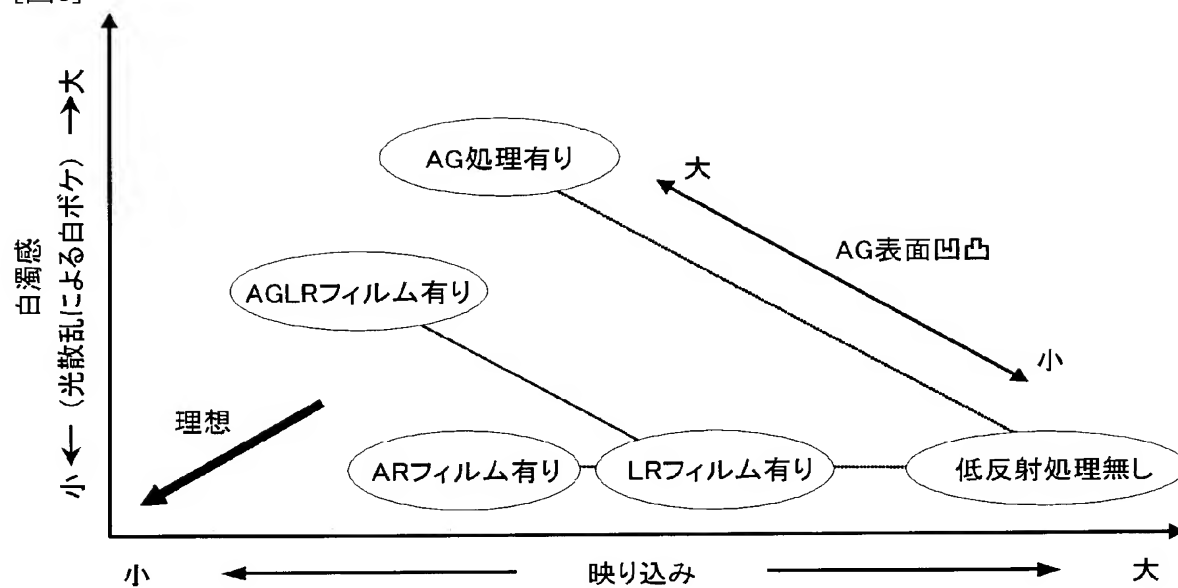 大
小 ← (光散乱による白ボケ) → 大
白濁感
AG処理有り
大
AG表面凹凸
小
AGLRフィルム有り
理想
ARフィルム有り
LRフィルム有り
低反射処理無し
小
映り込み
大